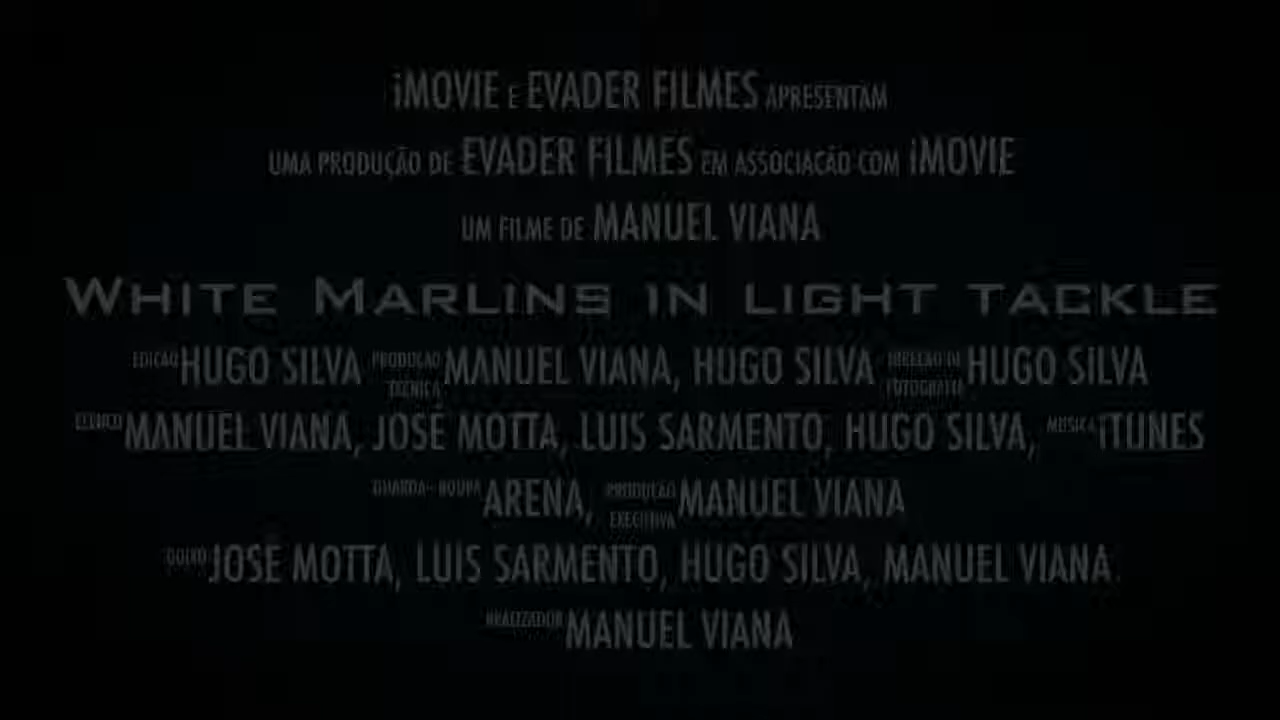 iMOVIE E EVADER FILMES APRESENTAM
UMA PRODUÇÃO DE EVADER FILMES EM ASSOCIAÇÃO COM iMOVIE
UM FILME DE MANUEL VIANA
WHITE MARLINS IN LIGHT TACKLE
EDIÇÃO HUGO SILVA PRODUÇÃO TÉCNICA MANUEL VIANA, HUGO SILVA DIREÇÃO DE FOTOGRAFIA HUGO SILVA
ELENCO MANUEL VIANA, JOSÉ MOTTA, LUIS SARMENTO, HUGO SILVA, MÚSICA iTUNES
GUARDA-ROUPA ARENA, PRODUÇÃO EXECUTIVA MANUEL VIANA
JOSÉ MOTTA, LUIS SARMENTO, HUGO SILVA, MANUEL VIANA
REALIZADOR MANUEL VIANA